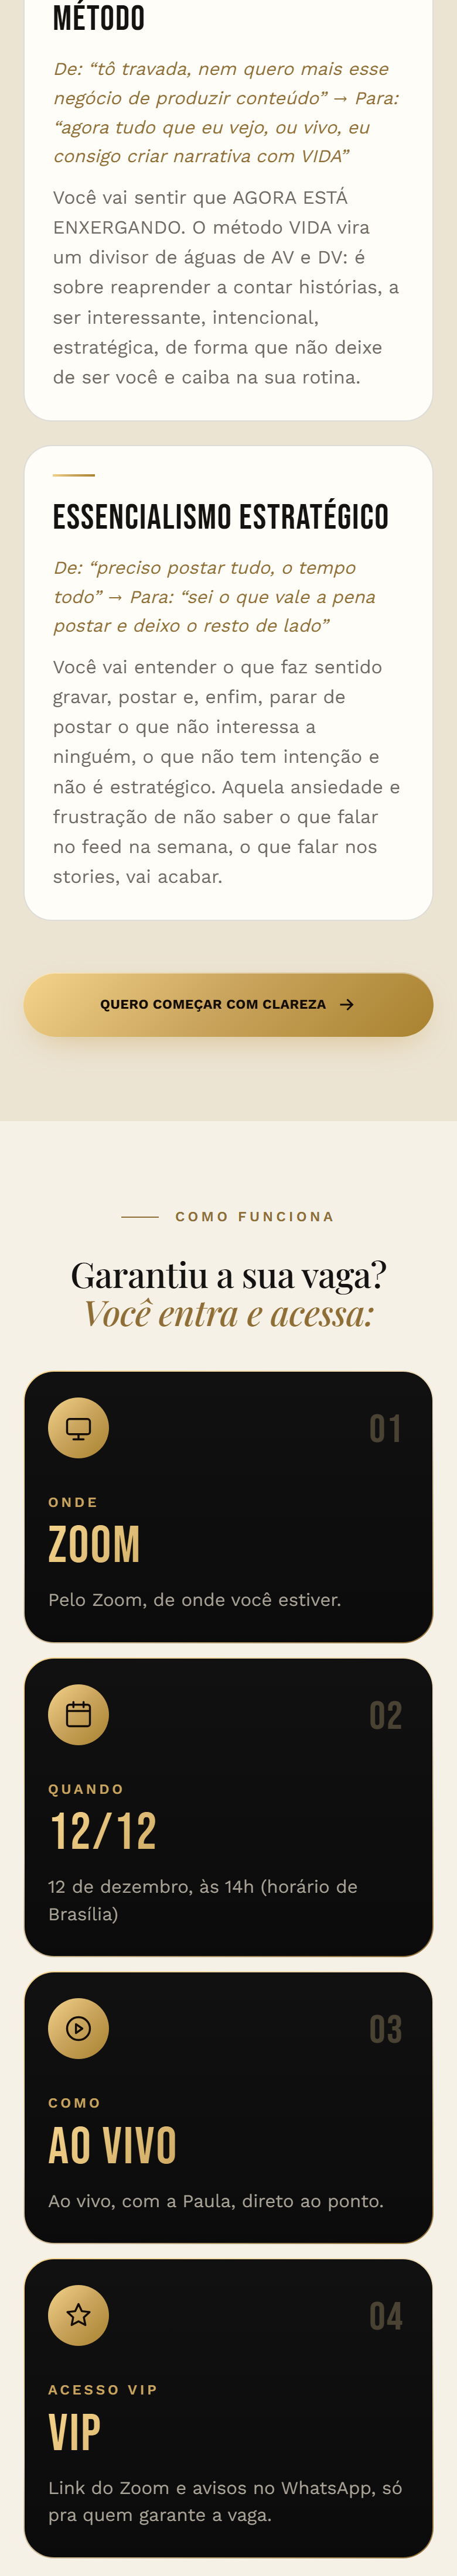 MÉTODO
De: “tô travada, nem quero mais esse
negócio de produzir conteúdo” → Para:
“agora tudo que eu vejo, ou vivo, eu
consigo criar narrativa com VIDA”
Você vai sentir que AGORA ESTÁ
ENXERGANDO. O método VIDA vira
um divisor de águas de AV e DV: é
sobre reaprender a contar histórias, a
ser interessante, intencional,
estratégica, de forma que não deixe
de ser você e caiba na sua rotina.
ESSENCIALISMO ESTRATÉGICO
De: “preciso postar tudo, o tempo
todo” → Para: “sei o que vale a pena
postar e deixo o resto de lado”
Você vai entender o que faz sentido
gravar, postar e, enfim, parar de
postar o que não interessa a
ninguém, o que não tem intenção e
não é estratégico. Aquela ansiedade e
frustração de não saber o que falar
no feed na semana, o que falar nos
stories, vai acabar.
QUERO COMEÇAR COM CLAREZA →
COMO FUNCIONA
Garantiu a sua vaga?
Você entra e acessa:
01
ONDE
ZOOM
Pelo Zoom, de onde você estiver.
02
QUANDO
12/12
12 de dezembro, às 14h (horário de
Brasília)
03
COMO
AO VIVO
Ao vivo, com a Paula, direto ao ponto.
04
ACESSO VIP
VIP
Link do Zoom e avisos no WhatsApp, só
pra quem garante a vaga.